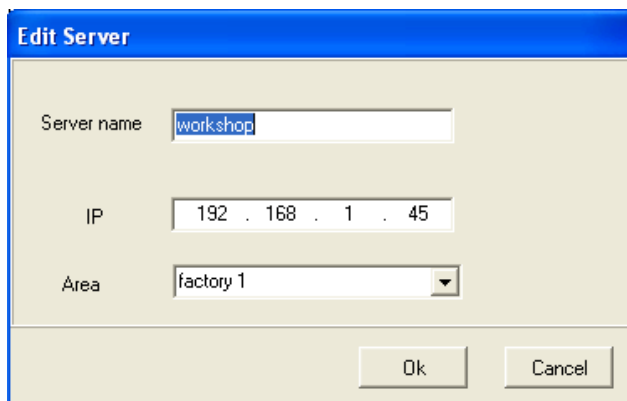 Edit Server
Server name workshop
IP 192 . 168 . 1 . 45
Area factory 1
Ok Cancel